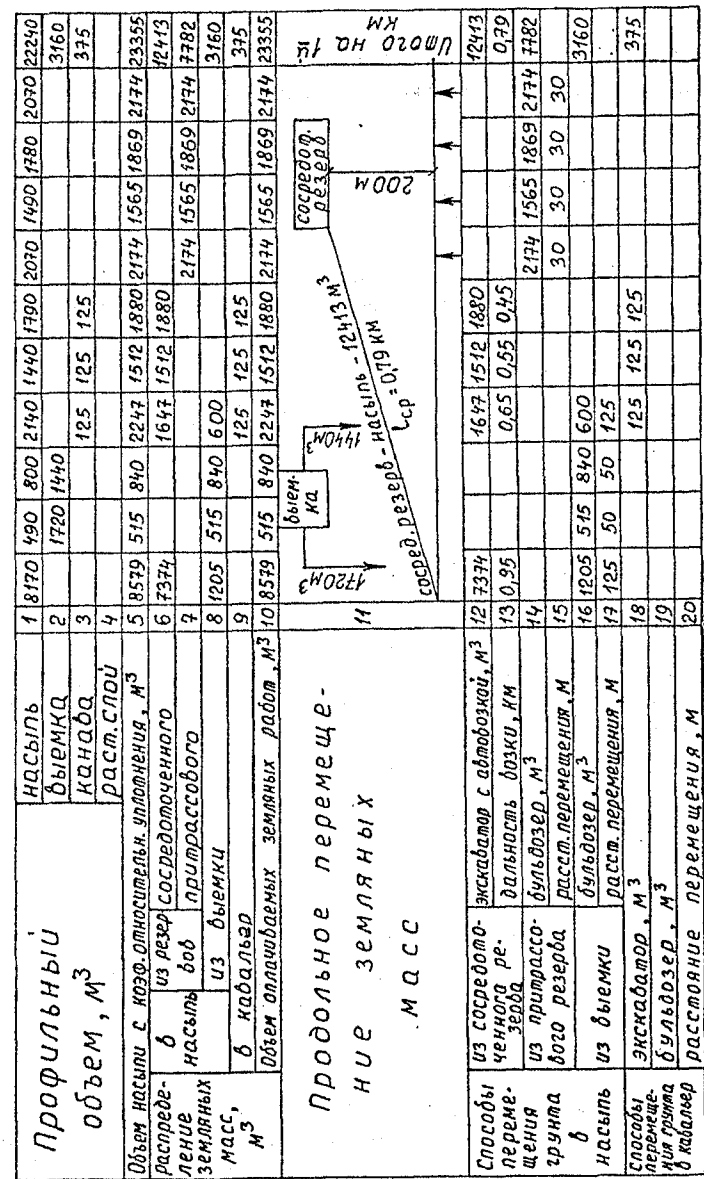 Профильный объем, м³
насыпь 1 8170 490 800 2140 1440 1790 2070 1490 1780 2070 22240
выемка 2 1720 1440 3160
канава 3 125 125 125 375
раст. слой 4
Объем насыпи с коэф. относительн. уплотнения, м³ 5 8579 515 840 2247 1512 1880 2174 1565 1869 2174 23355
распределение земляных масс, м³
в насыпь
из резервов
сосредоточенного 6 7374 1647 1512 1880 12413
притрассового 7 2174 1565 1869 2174 7782
из выемки 8 1205 515 840 600 3160
в кавальер 9 125 125 125 375
Объем оплачиваемых земляных работ, м³ 10 8579 515 840 2247 1512 1880 2174 1565 1869 2174 23355
Продольное перемеще-
ние земляных
масс
11
выем-
ка
1720м³
1440м³
сосредот.
резерв
200м
сосред. резерв - насыпь - 12413 м³
lср = 0,79 км
Итого на 1й
км
Способы перемещения грунта в насыпь
из сосредоточенного резерва
экскаватор с автовозкой, м³ 12 7374 1647 1512 1880 12413
дальность возки, км 13 0,95 0,65 0,55 0,45 0,79
из притрассового резерва
бульдозер, м³ 14 2174 1565 1869 2174 7782
расст. перемещения, м 15 30 30 30 30
из выемки
бульдозер, м³ 16 1205 515 840 600 3160
расст. перемещения, м 17 125 50 50 125
Способы перемещения грунта в кавальер
экскаватор, м³ 18 125 125 125 375
бульдозер, м³ 19
расстояние перемещения, м 20